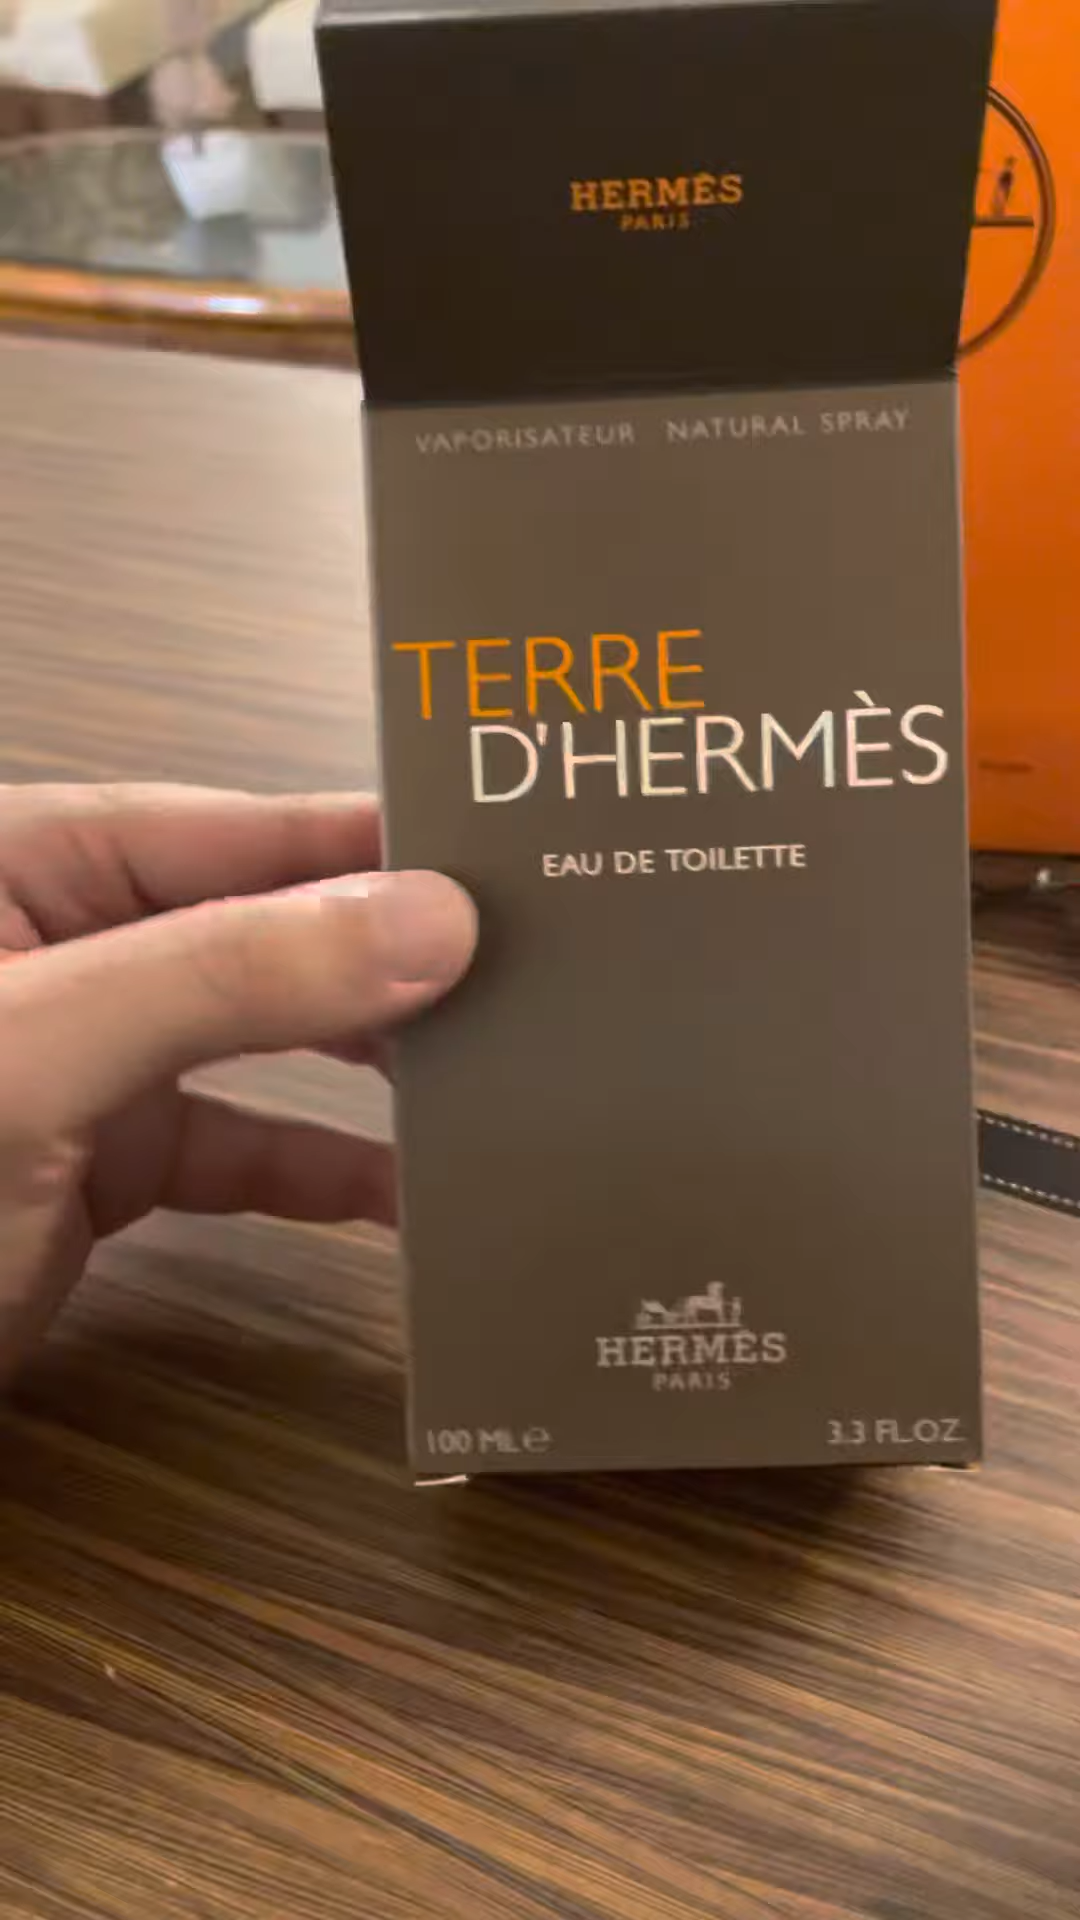 HERMÈS
PARIS
VAPORISATEUR NATURAL SPRAY
TERRE
D'HERMÈS
EAU DE TOILETTE
HERMÈS
PARIS
100 ML ℮ 3.3 FL.OZ.